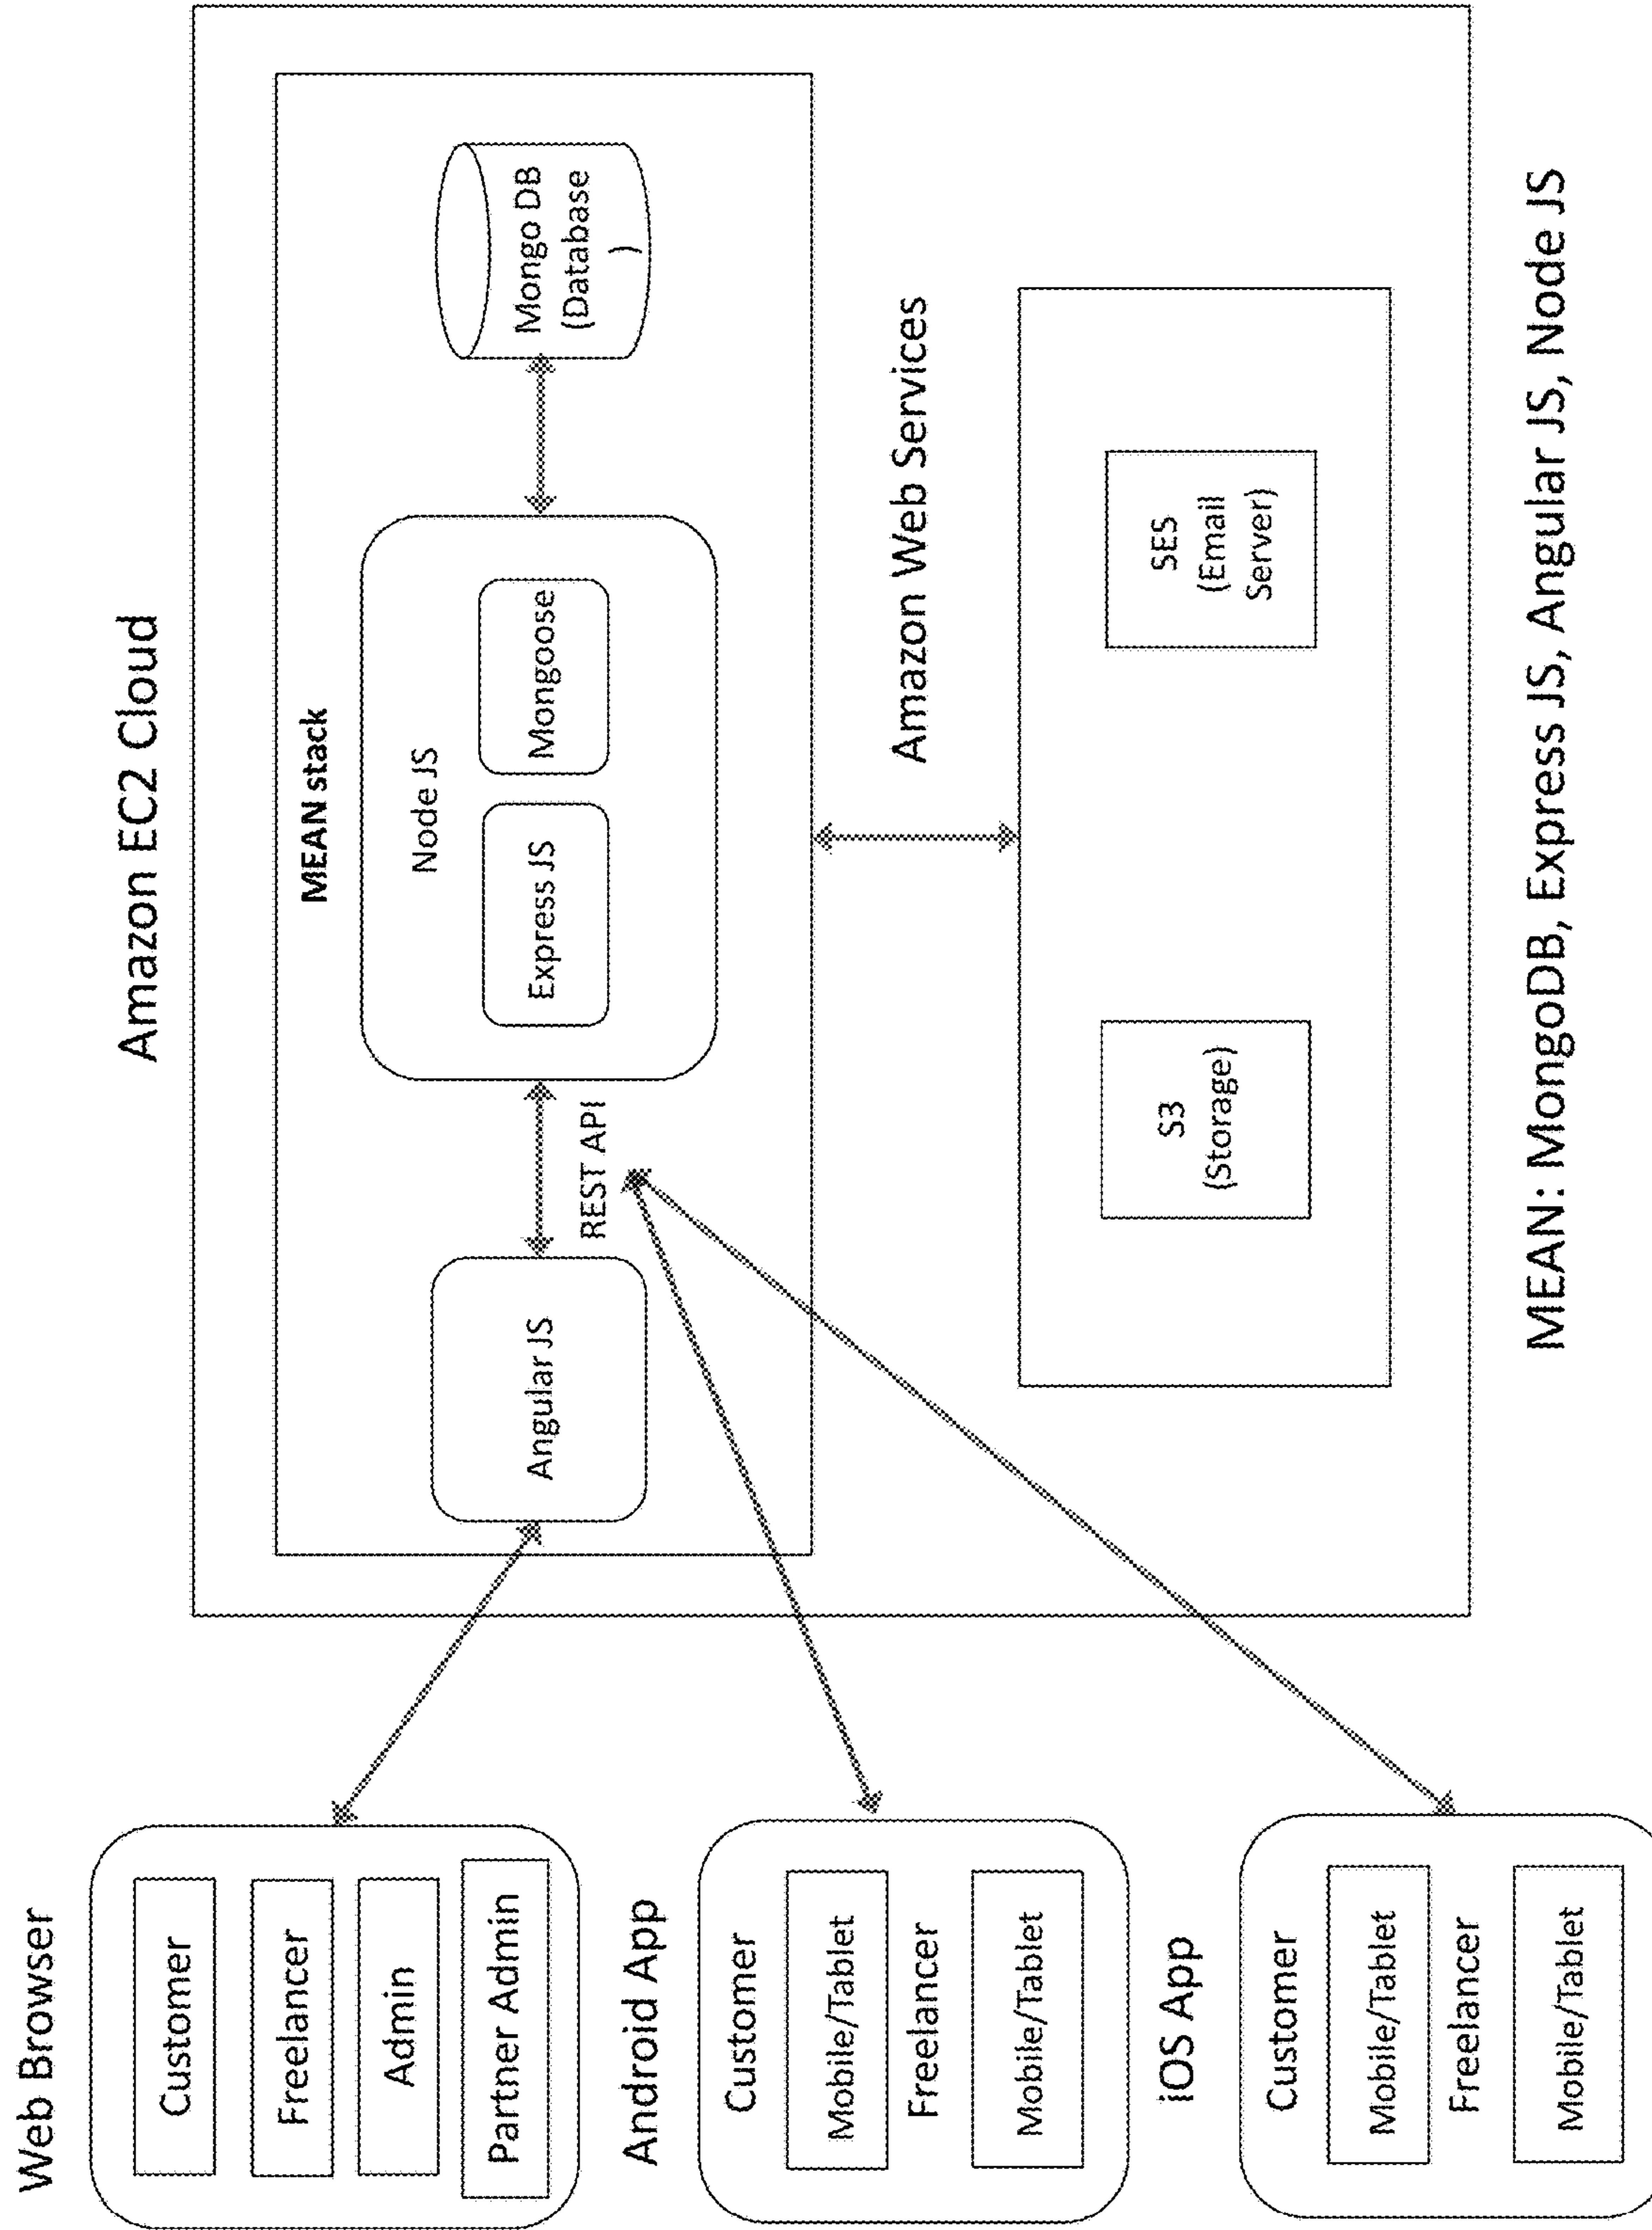 Web Browser
Customer
Freelancer
Admin
Partner Admin
Android App
Customer
Mobile/Tablet
Freelancer
Mobile/Tablet
iOS App
Customer
Mobile/Tablet
Freelancer
Mobile/Tablet
Amazon EC2 Cloud
MEAN stack
Angular JS
REST API
Node JS
Express JS
Mongoose
Mongo DB
(Database
)
Amazon Web Services
S3
(Storage)
SES
(Email
Server)
MEAN: MongoDB, Express JS, Angular JS, Node JS